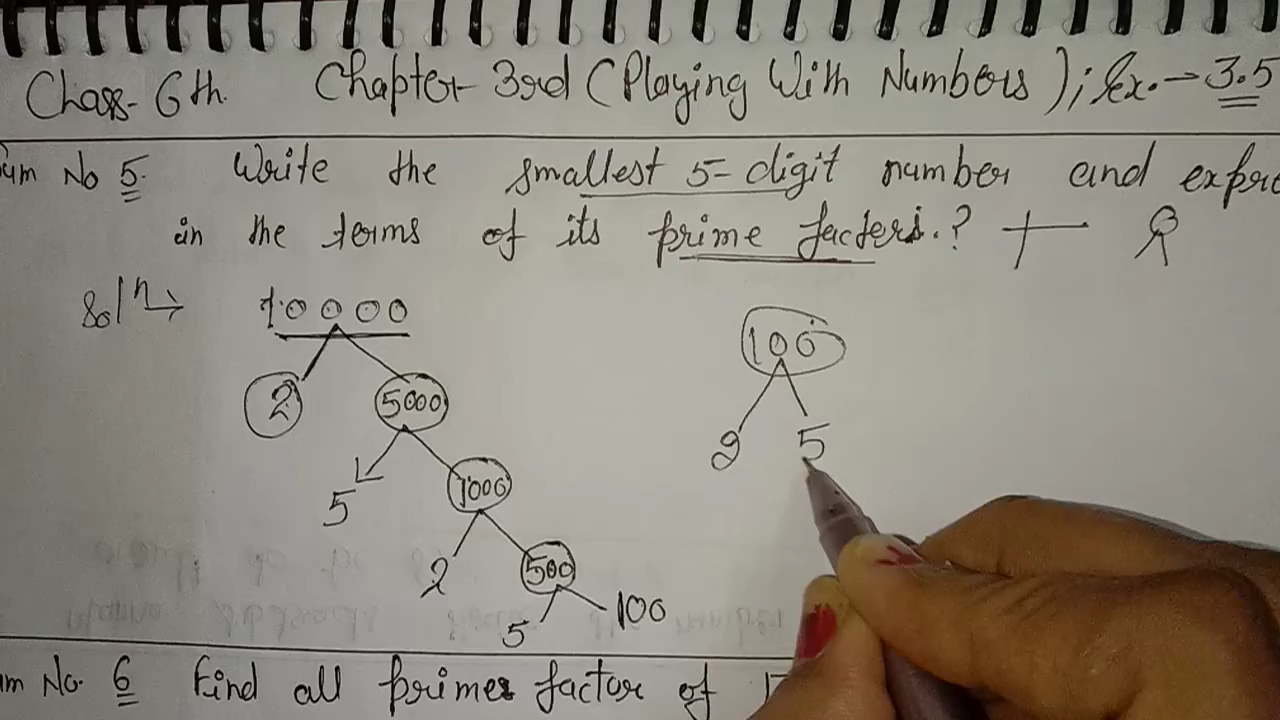 Class- 6th. Chapter- 3rd (Playing With Numbers); Ex.- 3.5
No 5. Write the smallest 5-digit number and
in the terms of its prime facters.?
Sol^n→ 10000 100
2 5000
2 5
5 1000
2 500
5 100
No. 6 Find all primes factor of